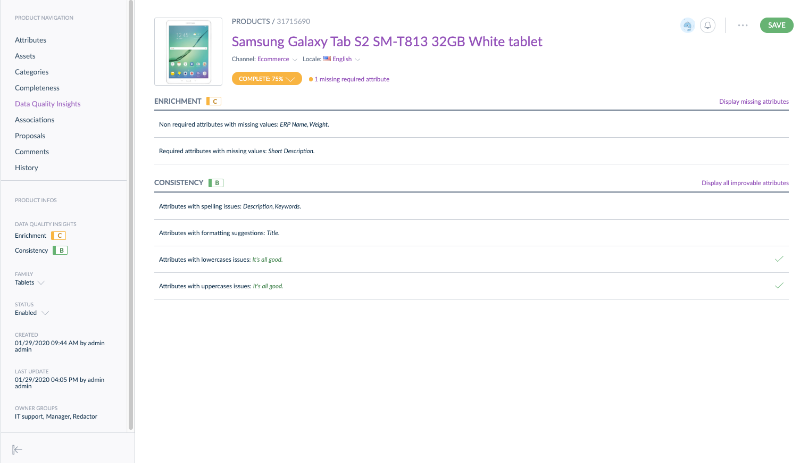 PRODUCT NAVIGATION
Attributes
Assets
Categories
Completeness
Data Quality Insights
Associations
Proposals
Comments
History
PRODUCT INFOS
DATA QUALITY INSIGHTS
Enrichment C
Consistency B
FAMILY
Tablets
STATUS
Enabled
CREATED
01/29/2020 09:44 AM by admin
admin
LAST UPDATE
01/29/2020 04:05 PM by admin
admin
OWNER GROUPS
IT support, Manager, Redactor
PRODUCTS / 31715690
SAVE
Samsung Galaxy Tab S2 SM-T813 32GB White tablet
Channel: Ecommerce Locale: English
COMPLETE: 75% 1 missing required attribute
ENRICHMENT C Display missing attributes
Non required attributes with missing values: ERP Name, Weight.
Required attributes with missing values: Short Description.
CONSISTENCY B Display all improvable attributes
Attributes with spelling issues: Description, Keywords.
Attributes with formatting suggestions: Title.
Attributes with lowercases issues: It's all good.
Attributes with uppercases issues: It's all good.